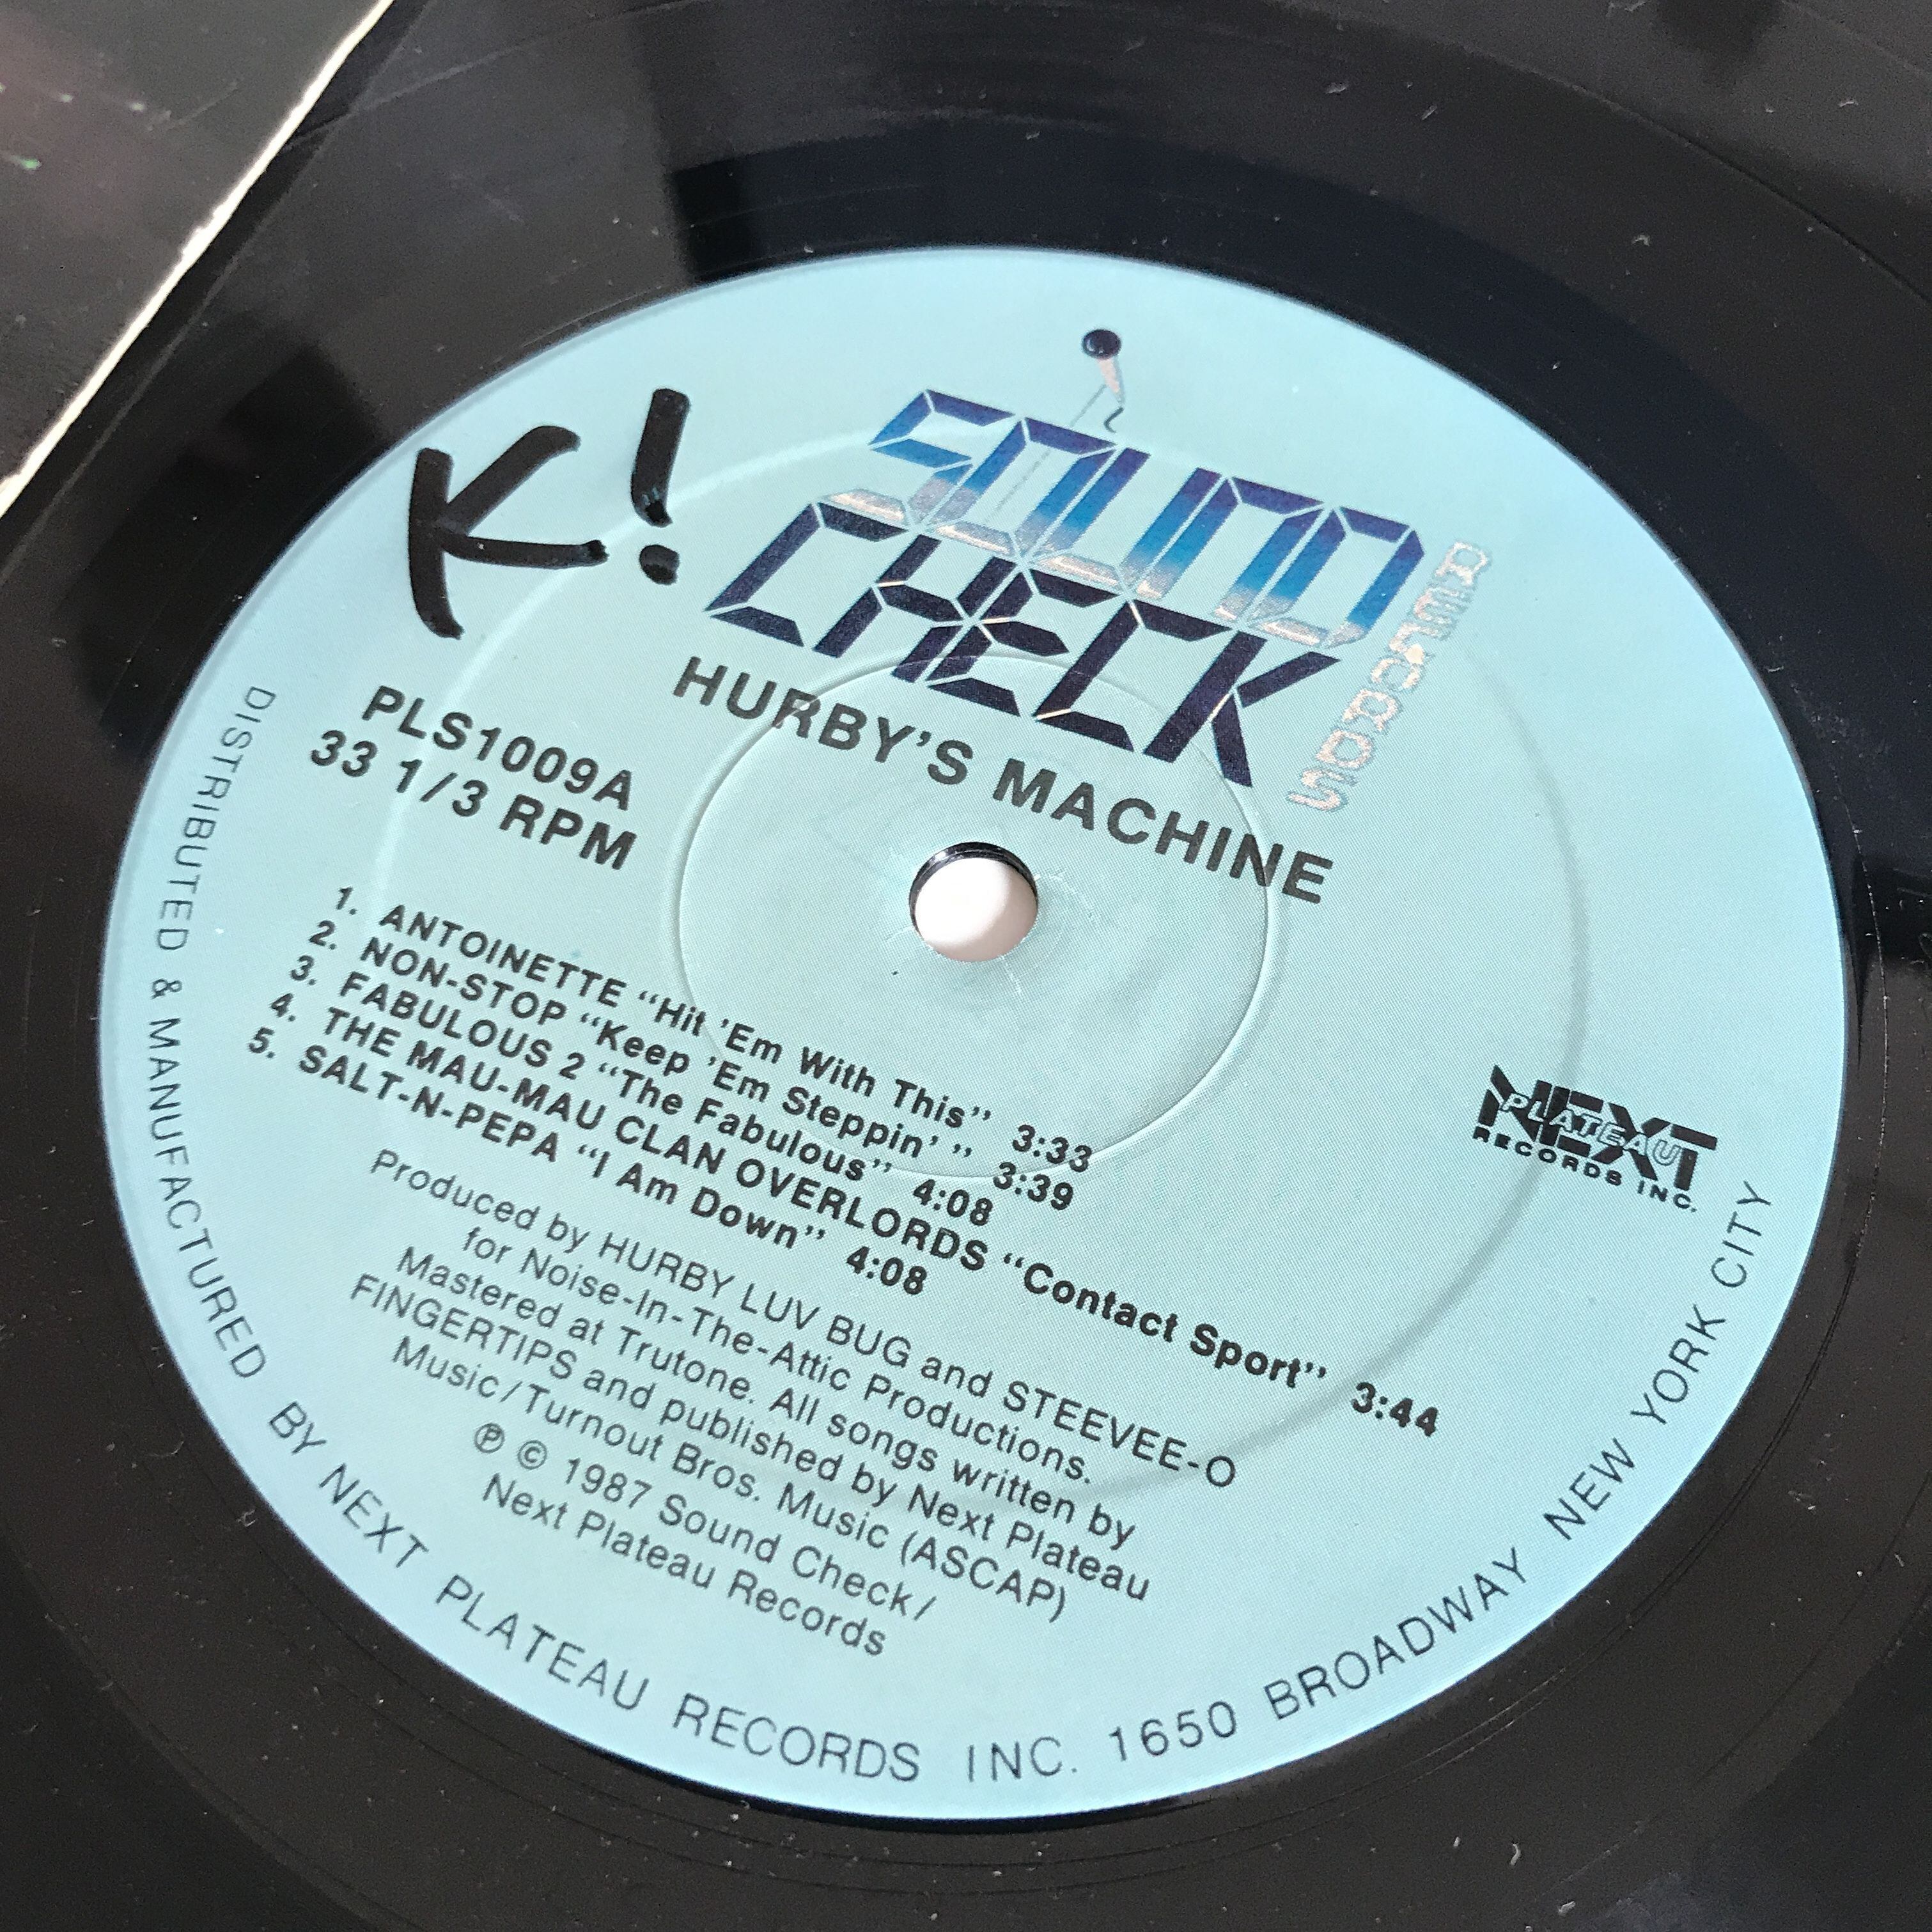 K!
SOUND
CHECK
RECORDS
HURBY'S MACHINE
PLS1009A
33 1/3 RPM
1. ANTOINETTE “Hit ’Em With This” 3:33
2. NON-STOP “Keep ’Em Steppin’ ” 3:39
3. FABULOUS 2 “The Fabulous” 4:08
4. THE MAU-MAU CLAN OVERLORDS “Contact Sport” 3:44
5. SALT-N-PEPA “I Am Down” 4:08
Produced by HURBY LUV BUG and STEEVEE-O
for Noise-In-The-Attic Productions.
Mastered at Trutone. All songs written by
FINGERTIPS and published by Next Plateau
Music/Turnout Bros. Music (ASCAP)
℗ © 1987 Sound Check/
Next Plateau Records
NEXT
PLATEAU
RECORDS INC.
DISTRIBUTED & MANUFACTURED BY NEXT PLATEAU RECORDS INC. 1650 BROADWAY NEW YORK CITY